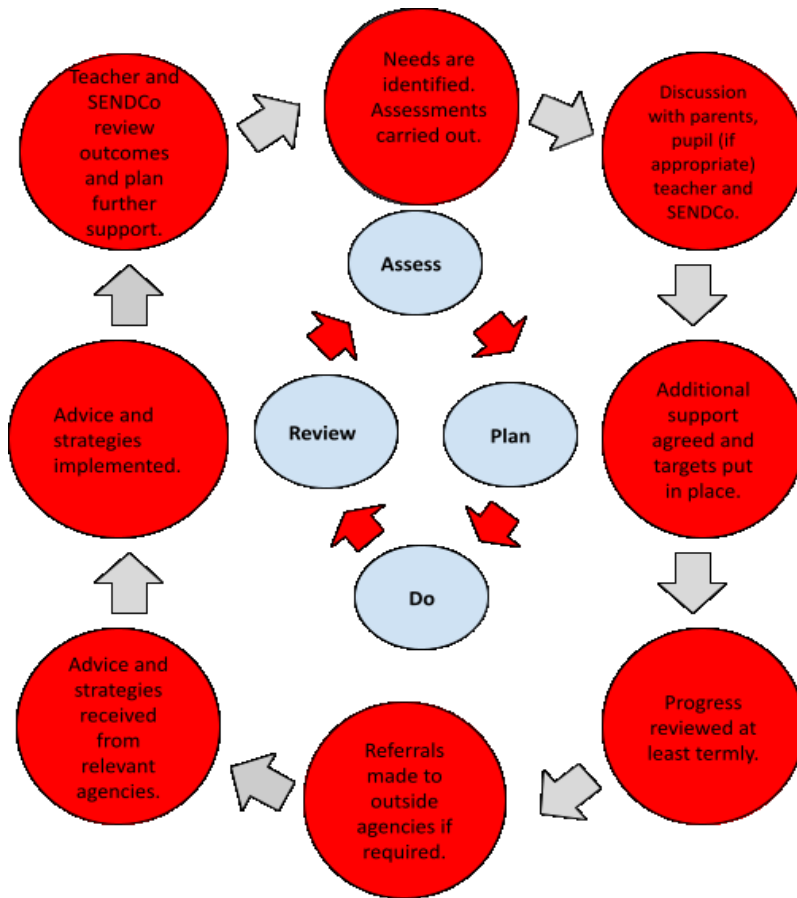 Needs are
identified.
Assessments
carried out.
Discussion
with parents,
pupil (if
appropriate)
teacher and
SENDCo.
Additional
support
agreed and
targets put
in place.
Progress
reviewed at
least termly.
Referrals
made to
outside
agencies if
required.
Advice and
strategies
received
from
relevant
agencies.
Advice and
strategies
implemented.
Teacher and
SENDCo
review
outcomes
and plan
further
support.
Assess
Plan
Do
Review